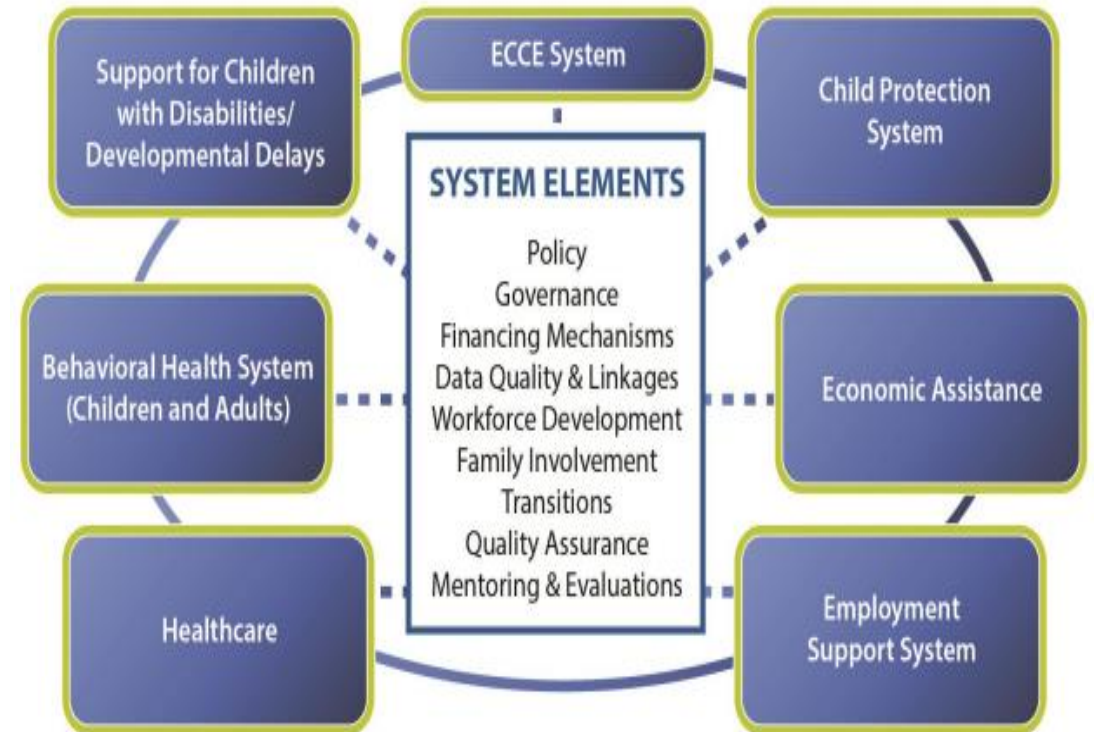 Support for Children
with Disabilities/
Developmental Delays
ECCE System
Child Protection
System
SYSTEM ELEMENTS
Policy
Governance
Financing Mechanisms
Data Quality & Linkages
Workforce Development
Family Involvement
Transitions
Quality Assurance
Mentoring & Evaluations
Behavioral Health System
(Children and Adults)
Economic Assistance
Healthcare
Employment
Support System